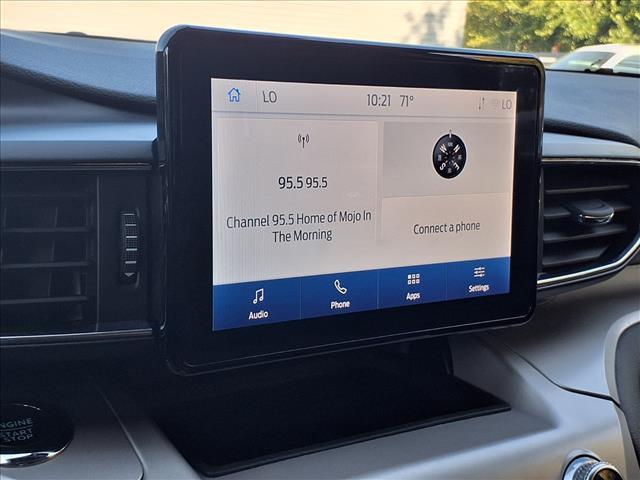 LO 10:21 71° LO
95.5 95.5
Channel 95.5 Home of Mojo In
The Morning
Connect a phone
Audio Phone Apps Settings
ENGINE
START
STOP